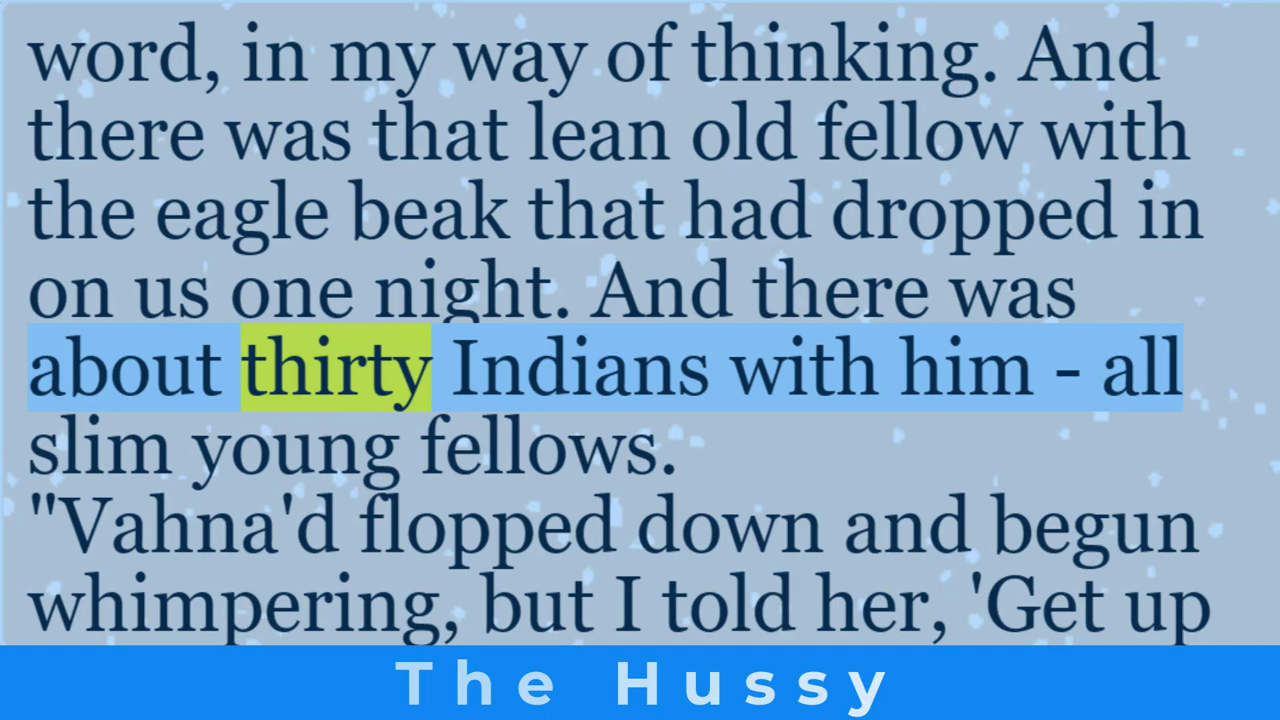 word, in my way of thinking. And
there was that lean old fellow with
the eagle beak that had dropped in
on us one night. And there was
about thirty Indians with him - all
slim young fellows.
"Vahna'd flopped down and begun
whimpering, but I told her, 'Get up
The Hussy